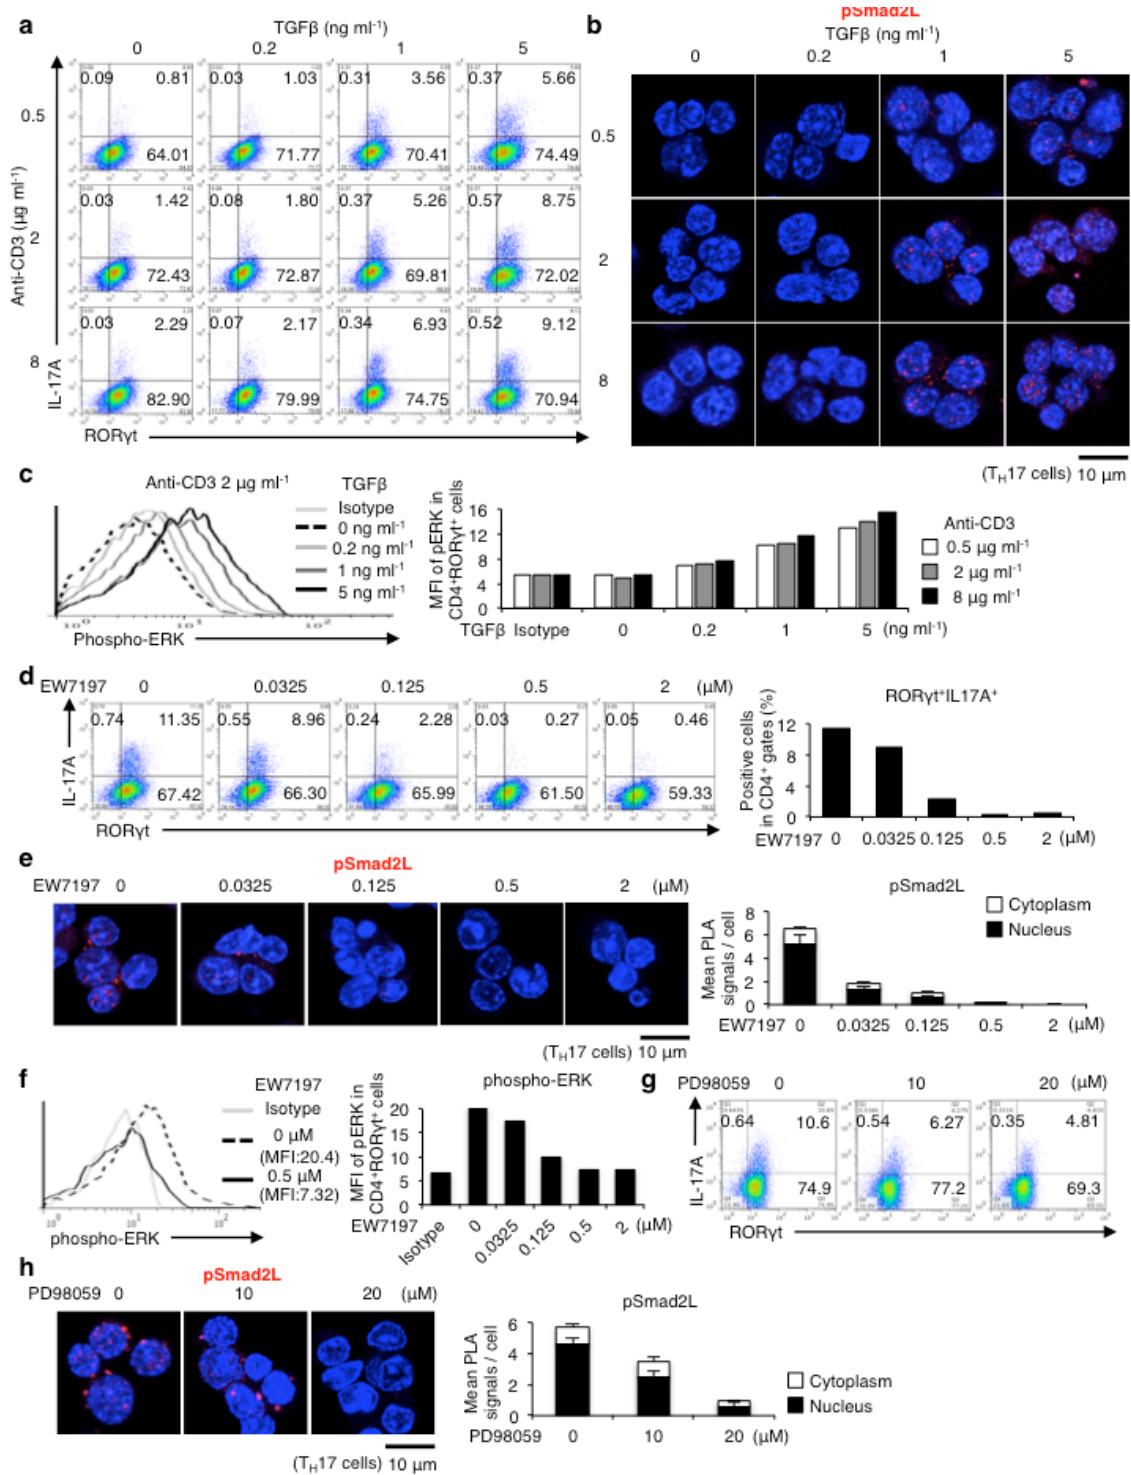 a
TGFβ (ng ml-1)
0 0.2 1 5
Anti-CD3 (µg ml-1)
0.5
0.09 0.81 0.03 1.03 0.31 3.56 0.37 5.66
64.01 71.77 70.41 74.49
2
0.03 1.42 0.08 1.80 0.37 5.26 0.57 8.75
72.43 72.87 69.81 72.02
8
0.03 2.29 0.07 2.17 0.34 6.93 0.52 9.12
82.90 79.99 74.75 70.94
IL-17A
RORγt
b
pSmad2L
TGFβ (ng ml-1)
0 0.2 1 5
0.5
2
8
(TH17 cells) 10 µm
c
Anti-CD3 2 µg ml-1
TGFβ
Isotype
0 ng ml-1
0.2 ng ml-1
1 ng ml-1
5 ng ml-1
10⁰ 10¹ 10²
Phospho-ERK
MFI of pERK in
CD4+RORγt+ cells
16
12
8
4
0
TGFβ Isotype 0 0.2 1 5 (ng ml-1)
Anti-CD3
0.5 µg ml-1
2 µg ml-1
8 µg ml-1
d
EW7197 0 0.0325 0.125 0.5 2 (µM)
0.74 11.35 0.55 8.96 0.24 2.28 0.03 0.27 0.05 0.46
67.42 66.30 65.99 61.50 59.33
IL-17A
RORγt
RORγt+IL17A+
Positive cells
in CD4+ gates (%)
12
8
4
0
EW7197 0 0.0325 0.125 0.5 2 (µM)
e
pSmad2L
EW7197 0 0.0325 0.125 0.5 2 (µM)
(TH17 cells) 10 µm
pSmad2L
Cytoplasm
Nucleus
Mean PLA
signals / cell
8
6
4
2
0
EW7197 0 0.0325 0.125 0.5 2 (µM)
f
EW7197
Isotype
0 µM
(MFI:20.4)
0.5 µM
(MFI:7.32)
10⁰ 10¹ 10²
phospho-ERK
phospho-ERK
MFI of pERK in
CD4+RORγt+ cells
20
15
10
5
0
EW7197 Isotype 0 0.0325 0.125 0.5 2 (µM)
g
PD98059 0 10 20 (µM)
0.64 10.6 0.54 6.27 0.35 4.81
74.9 77.2 69.3
IL-17A
RORγt
h
pSmad2L
PD98059 0 10 20 (µM)
(TH17 cells) 10 µm
pSmad2L
Mean PLA
signals / cell
6
4
2
0
PD98059 0 10 20 (µM)
Cytoplasm
Nucleus